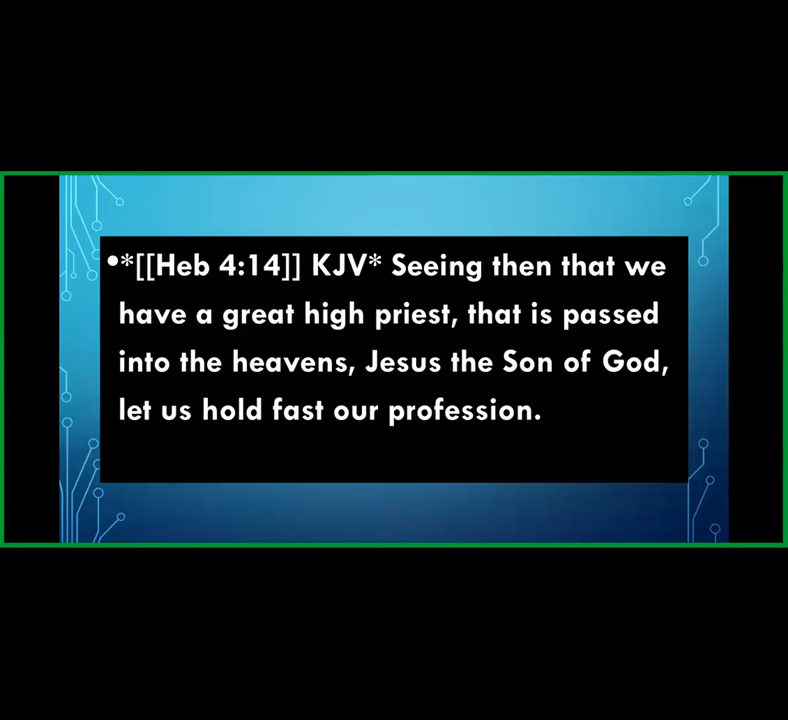 •*[[Heb 4:14]] KJV* Seeing then that we
have a great high priest, that is passed
into the heavens, Jesus the Son of God,
let us hold fast our profession.